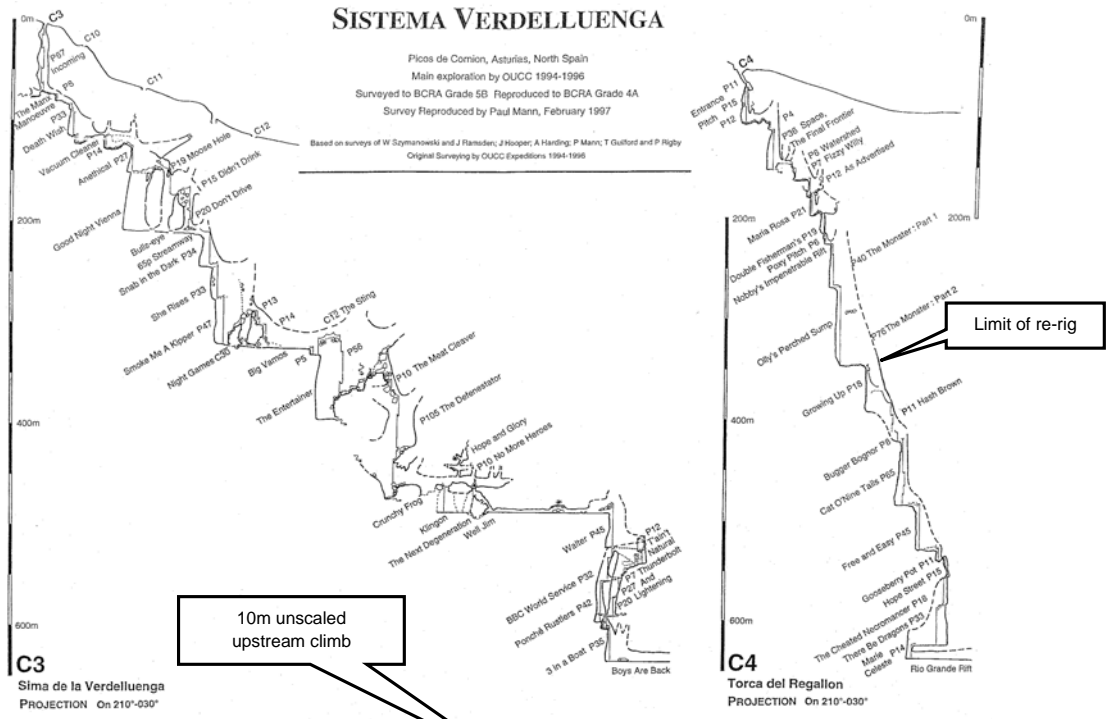 SISTEMA VERDELLUENGA
Picos de Cornion, Asturias, North Spain
Main exploration by OUCC 1994-1996
Surveyed to BCRA Grade 5B Reproduced to BCRA Grade 4A
Survey Reproduced by Paul Mann, February 1997
Based on surveys of W Szymanowski and J Ramsden; J Hooper; A Harding; P Mann; T Guilford and P Rigby
Original Surveying by OUCC Expeditions 1994-1996
0m
C3
C10
C11
C12
P67
Incoming
P6
The Manx
Manoeuvre
P33
Death Wish
Vacuum Cleaner
P14
Anethical P27
P19 Moose Hole
P15 Didn't Drink
P20 Don't Drive
Good Night Vienna
200m
Bulls-eye
65p Streamway
Snab in the Dark P34
She Rises P33
P13
P14
C12 The Sting
Smoke Me A Kipper P47
Night Games C30
Big Vamos
P5
P56
The Entertainer
P10 The Meat Cleaver
P105 The Defenestator
400m
Hope and Glory
P10 No More Heroes
Crunchy Frog
Klingon
The Next Degeneration
Well Jim
Walter P45
P12
T'ain't
Natural
P7 Thunderbolt
P27 And
P20 Lightening
BBC World Service P32
Ponché Rustlers P42
3 in a Boat P35
Boys Are Back
600m
10m unscaled
upstream climb
C3
Sima de la Verdelluenga
PROJECTION On 210°-030°
0m
C4
P11
Entrance
P15
Pitch
P12
P4
P36 Space,
The Final Frontier
P6 Watershed
P7 Fizzy Willy
P12 As Advertised
200m
200m
Maria Rosa P21
Double Fisherman's P19
Poxy Pitch P6
Nobby's Impenetrable Rift
P40 The Monster : Part 1
P76 The Monster : Part 2
Limit of re-rig
Olly's Perched Sump
Growing Up P18
P11 Hash Brown
400m
Bugger Bognor P8
Cat O'Nine Tails P65
Free and Easy P45
Gooseberry Pot P11
Hope Street P15
The Cheated Necromancer P16
There Be Dragons P33
Marie
Celeste P14
Rio Grande Rift
600m
C4
Torca del Regallon
PROJECTION On 210°-030°